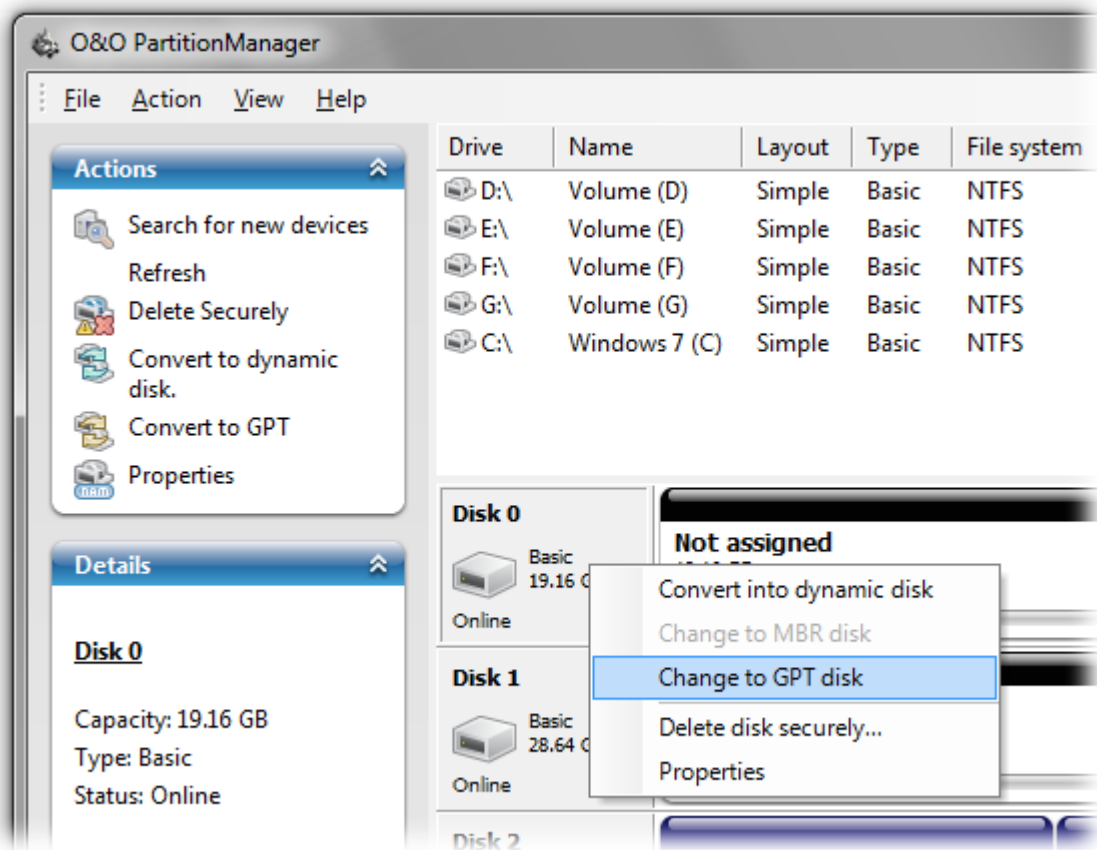 O&O PartitionManager
File Action View Help
Actions
Search for new devices
Refresh
Delete Securely
Convert to dynamic
disk.
Convert to GPT
Properties
Details
Disk 0
Capacity: 19.16 GB
Type: Basic
Status: Online
Drive Name Layout Type File system
D:\ Volume (D) Simple Basic NTFS
E:\ Volume (E) Simple Basic NTFS
F:\ Volume (F) Simple Basic NTFS
G:\ Volume (G) Simple Basic NTFS
C:\ Windows 7 (C) Simple Basic NTFS
Disk 0
Basic
19.16
Online
Not assigned
Convert into dynamic disk
Change to MBR disk
Change to GPT disk
Delete disk securely...
Properties
Disk 1
Basic
28.64
Online
Disk 2